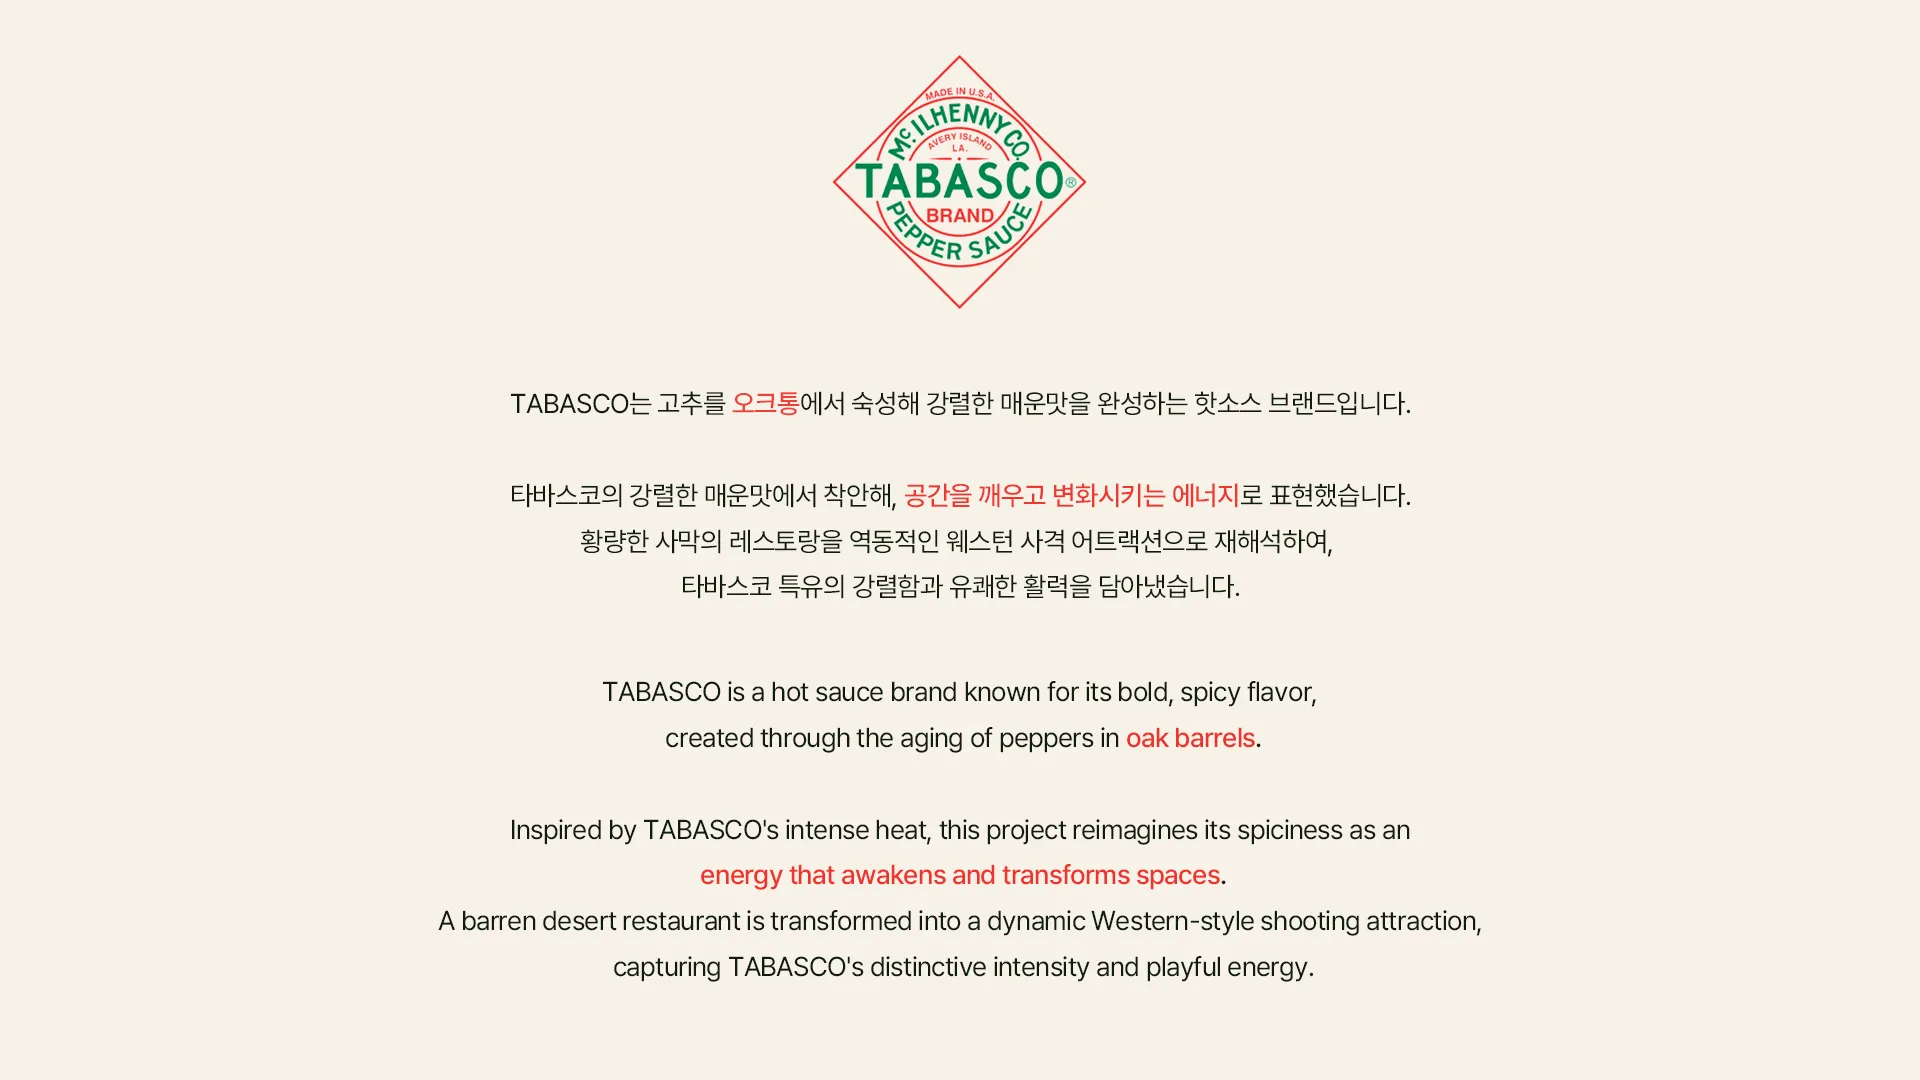 MADE IN U.S.A.
McILHENNY CO.
AVERY ISLAND
LA.
TABASCO®
BRAND
PEPPER SAUCE
TABASCO는 고추를 오크통에서 숙성해 강렬한 매운맛을 완성하는 핫소스 브랜드입니다.
타바스코의 강렬한 매운맛에서 착안해, 공간을 깨우고 변화시키는 에너지로 표현했습니다.
황량한 사막의 레스토랑을 역동적인 웨스턴 사격 어트랙션으로 재해석하여,
타바스코 특유의 강렬함과 유쾌한 활력을 담아냈습니다.
TABASCO is a hot sauce brand known for its bold, spicy flavor,
created through the aging of peppers in oak barrels.
Inspired by TABASCO's intense heat, this project reimagines its spiciness as an
energy that awakens and transforms spaces.
A barren desert restaurant is transformed into a dynamic Western-style shooting attraction,
capturing TABASCO's distinctive intensity and playful energy.